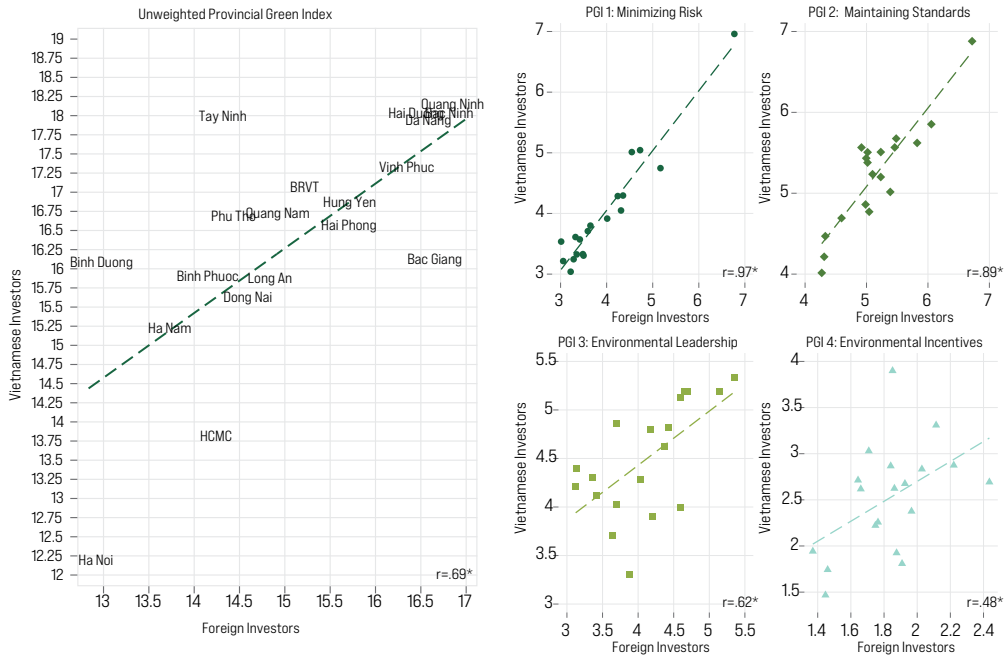 Unweighted Provincial Green Index
19
18.75
18.5
18.25
18
17.75
17.5
17.25
17
16.75
16.5
16.25
16
15.75
15.5
15.25
15
14.75
14.5
14.25
14
13.75
13.5
13.25
13
12.75
12.5
12.25
12
Vietnamese Investors
Quang Ninh
Hai Duong
Bac Ninh
Da Nang
Tay Ninh
Vinh Phuc
BRVT
Hung Yen
Phu Tho
Quang Nam
Hai Phong
Binh Duong
Bac Giang
Binh Phuoc
Long An
Dong Nai
Ha Nam
HCMC
Ha Noi
r=.69*
13 13.5 14 14.5 15 15.5 16 16.5 17
Foreign Investors
PGI 1: Minimizing Risk
7
6
5
4
3
Vietnamese Investors
r=.97*
3 4 5 6 7
Foreign Investors
PGI 2: Maintaining Standards
7
6
5
4
Vietnamese Investors
r=.89*
4 5 6 7
Foreign Investors
PGI 3: Environmental Leadership
5.5
5
4.5
4
3.5
3
Vietnamese Investors
r=.62*
3 3.5 4 4.5 5 5.5
Foreign Investors
PGI 4: Environmental Incentives
4
3.5
3
2.5
2
1.5
Vietnamese Investors
r=.48*
1.4 1.6 1.8 2 2.2 2.4
Foreign Investors